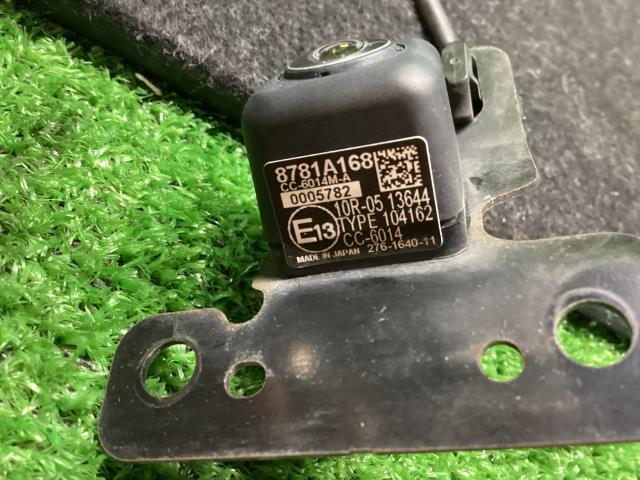 8781A168
CC-6014M-A
0005782
10R-05 13644
E13
TYPE 104162
CC-6014
MADE IN JAPAN 276-1640-11